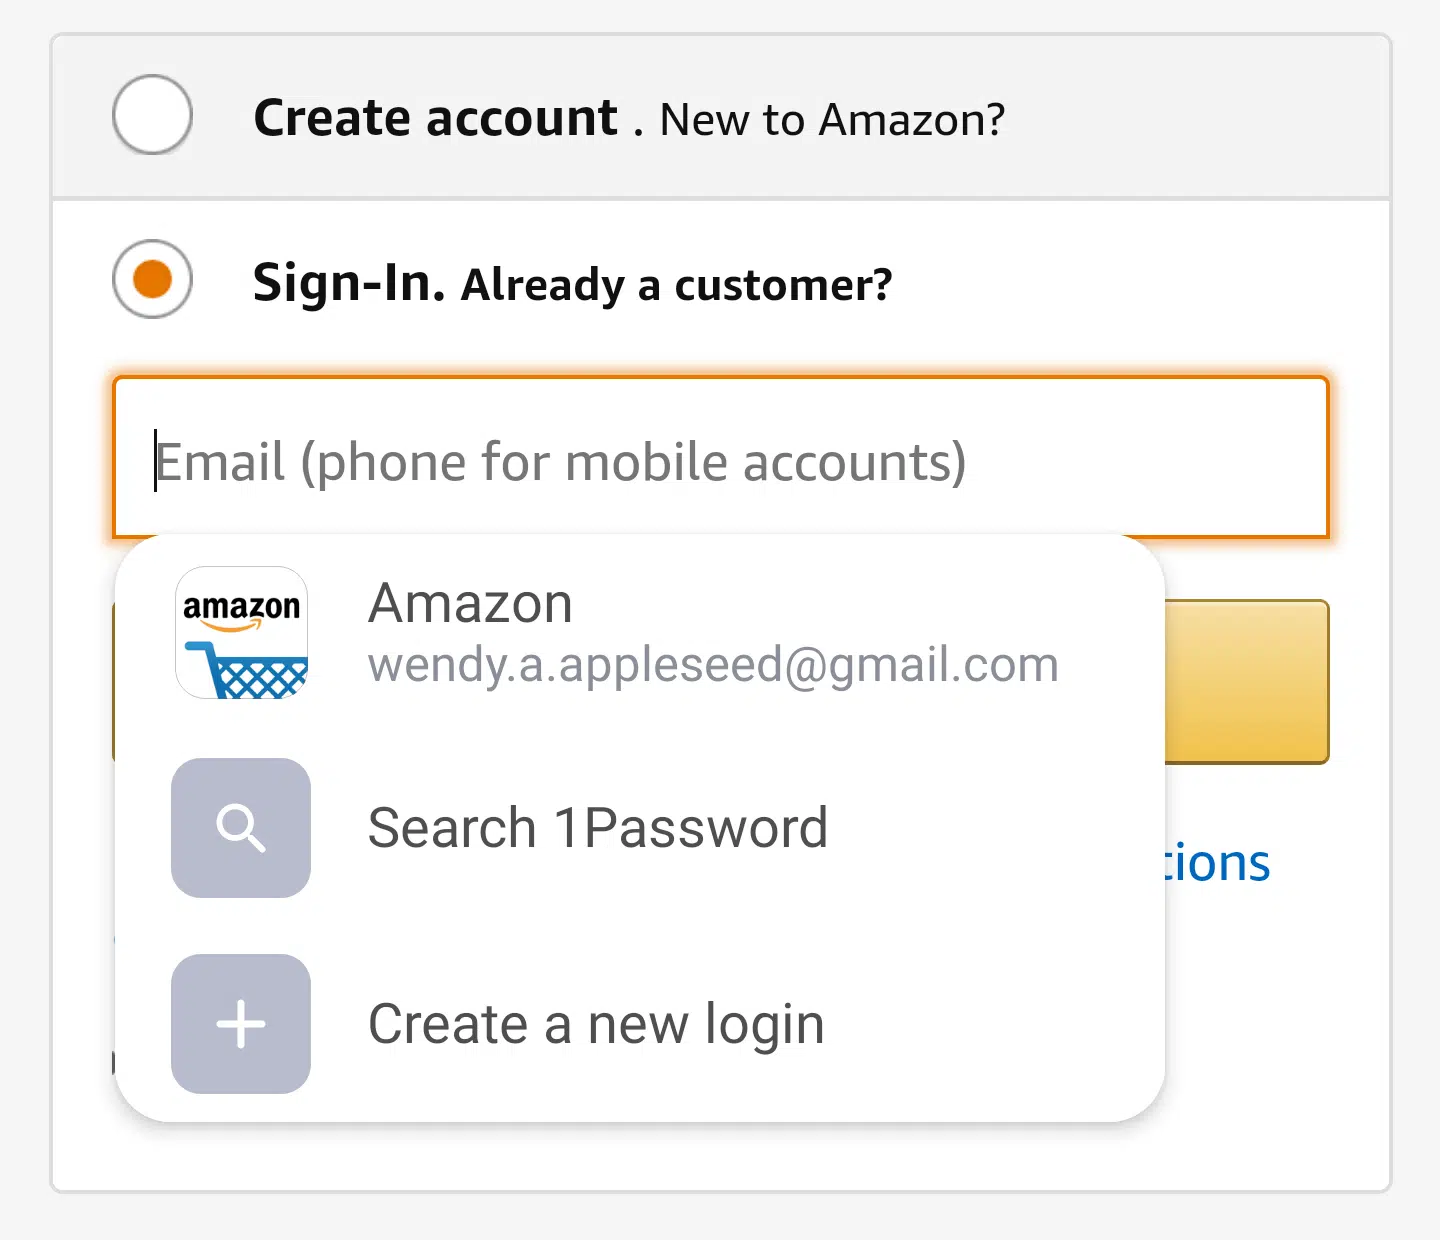 Create account . New to Amazon?
Sign-In. Already a customer?
Email (phone for mobile accounts)
amazon
Amazon
wendy.a.appleseed@gmail.com
Search 1Password
tions
Create a new login